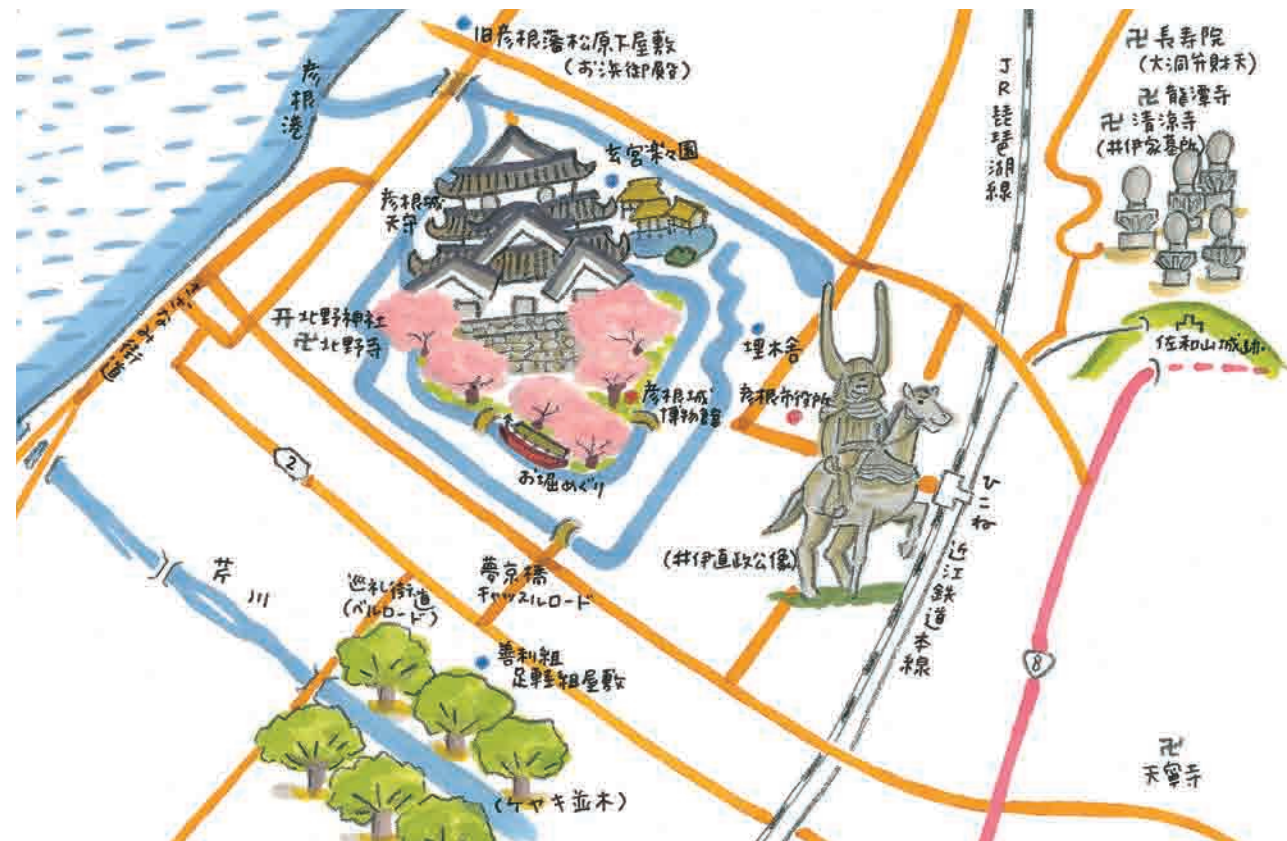 旧彦根藩松原下屋敷
(お浜御殿)
彦根港
JR琵琶湖線
卍長寿院
(大洞弁財天)
卍龍潭寺
卍清凉寺
(井伊家墓所)
玄宮楽々園
彦根城
天守
さざなみ街道
北野神社
卍北野寺
埋木舎
佐和山城跡
彦根城
博物館
彦根市役所
お堀めぐり
2
ひこね
(井伊直政公像)
近江鉄道本線
夢京橋
キャッスルロード
芹川
巡礼街道
(ベルロード)
善利組
足軽組屋敷
8
卍
天寧寺
(ケヤキ並木)